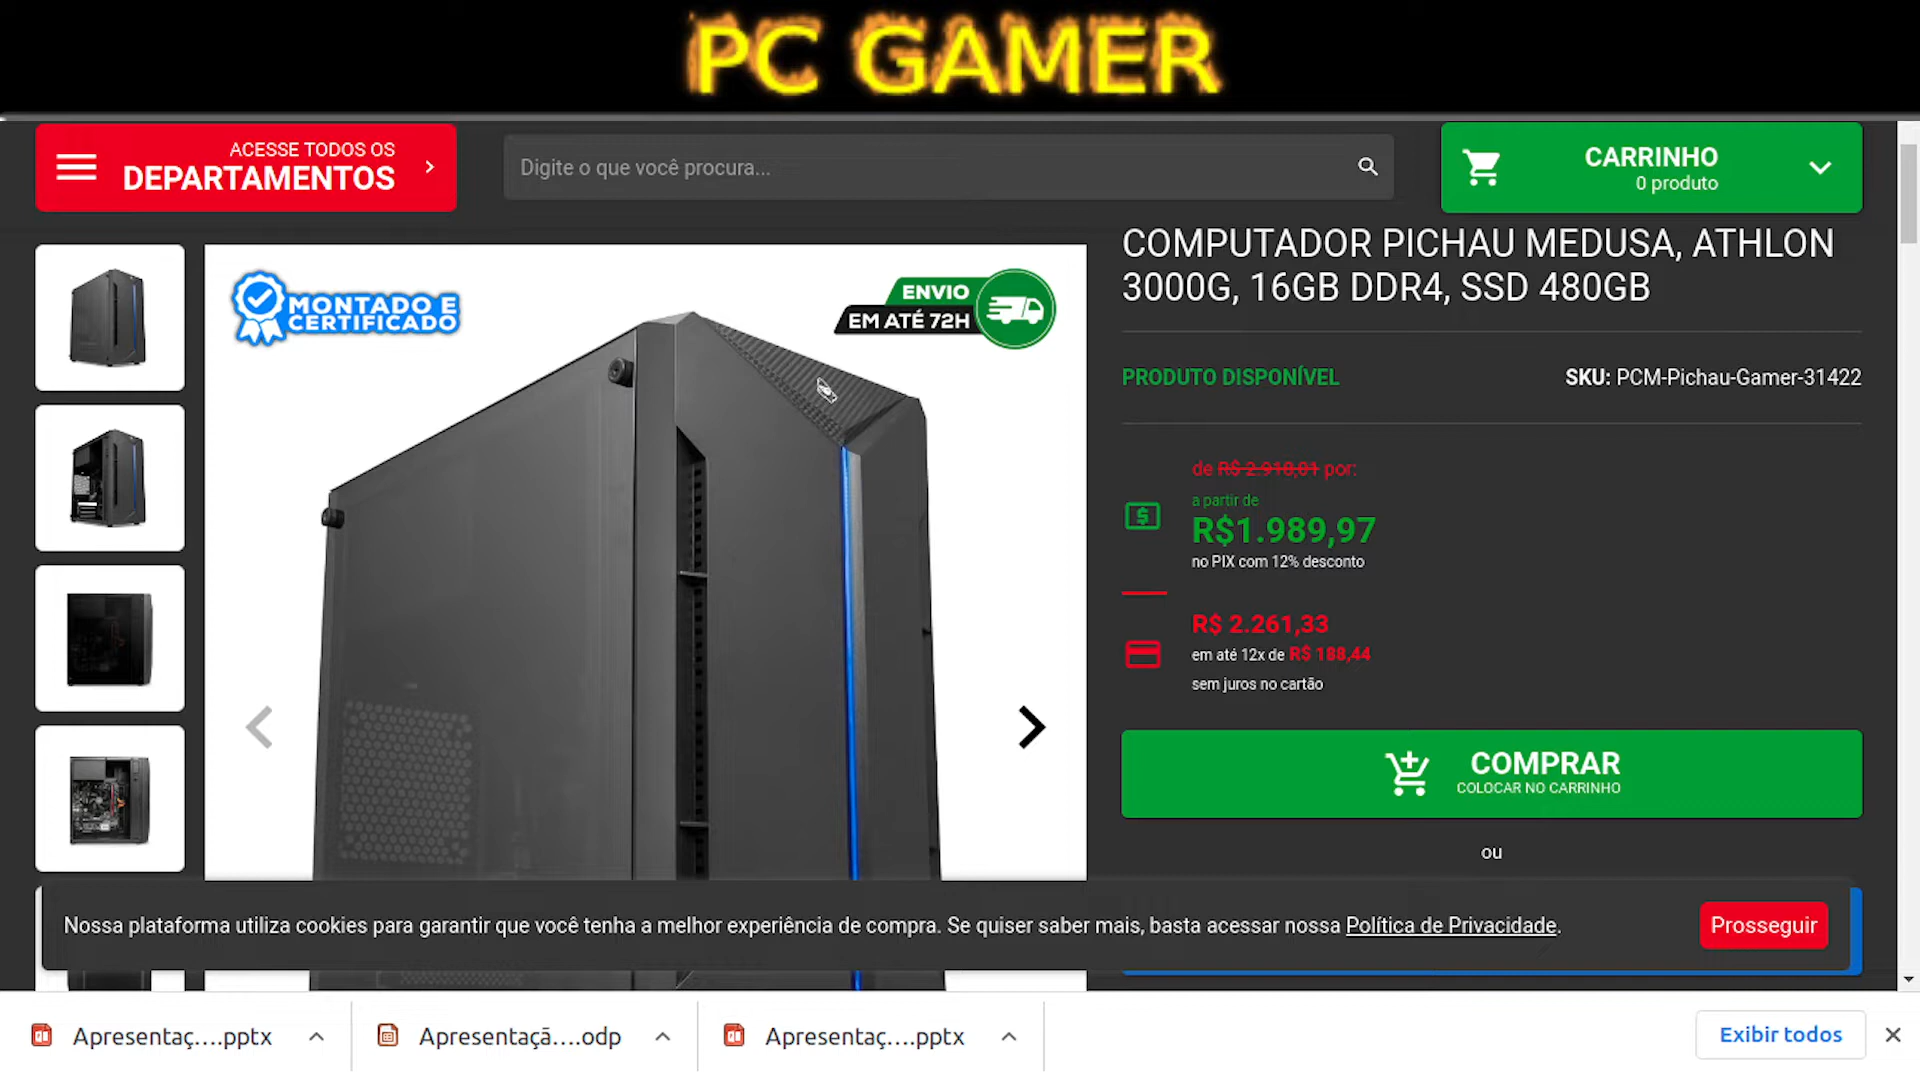 PC GAMER
ACESSE TODOS OS
DEPARTAMENTOS
Digite o que você procura...
CARRINHO
0 produto
MONTADO E
CERTIFICADO
ENVIO
EM ATÉ 72H
COMPUTADOR PICHAU MEDUSA, ATHLON
3000G, 16GB DDR4, SSD 480GB
PRODUTO DISPONÍVEL
SKU: PCM-Pichau-Gamer-31422
de R$ 2.910,01 por:
a partir de
R$1.989,97
no PIX com 12% desconto
R$ 2.261,33
em até 12x de R$ 188,44
sem juros no cartão
COMPRAR
COLOCAR NO CARRINHO
ou
Nossa plataforma utiliza cookies para garantir que você tenha a melhor experiência de compra. Se quiser saber mais, basta acessar nossa Política de Privacidade.
Prosseguir
Apresentaç....pptx
Apresentaçã....odp
Apresentaç....pptx
Exibir todos